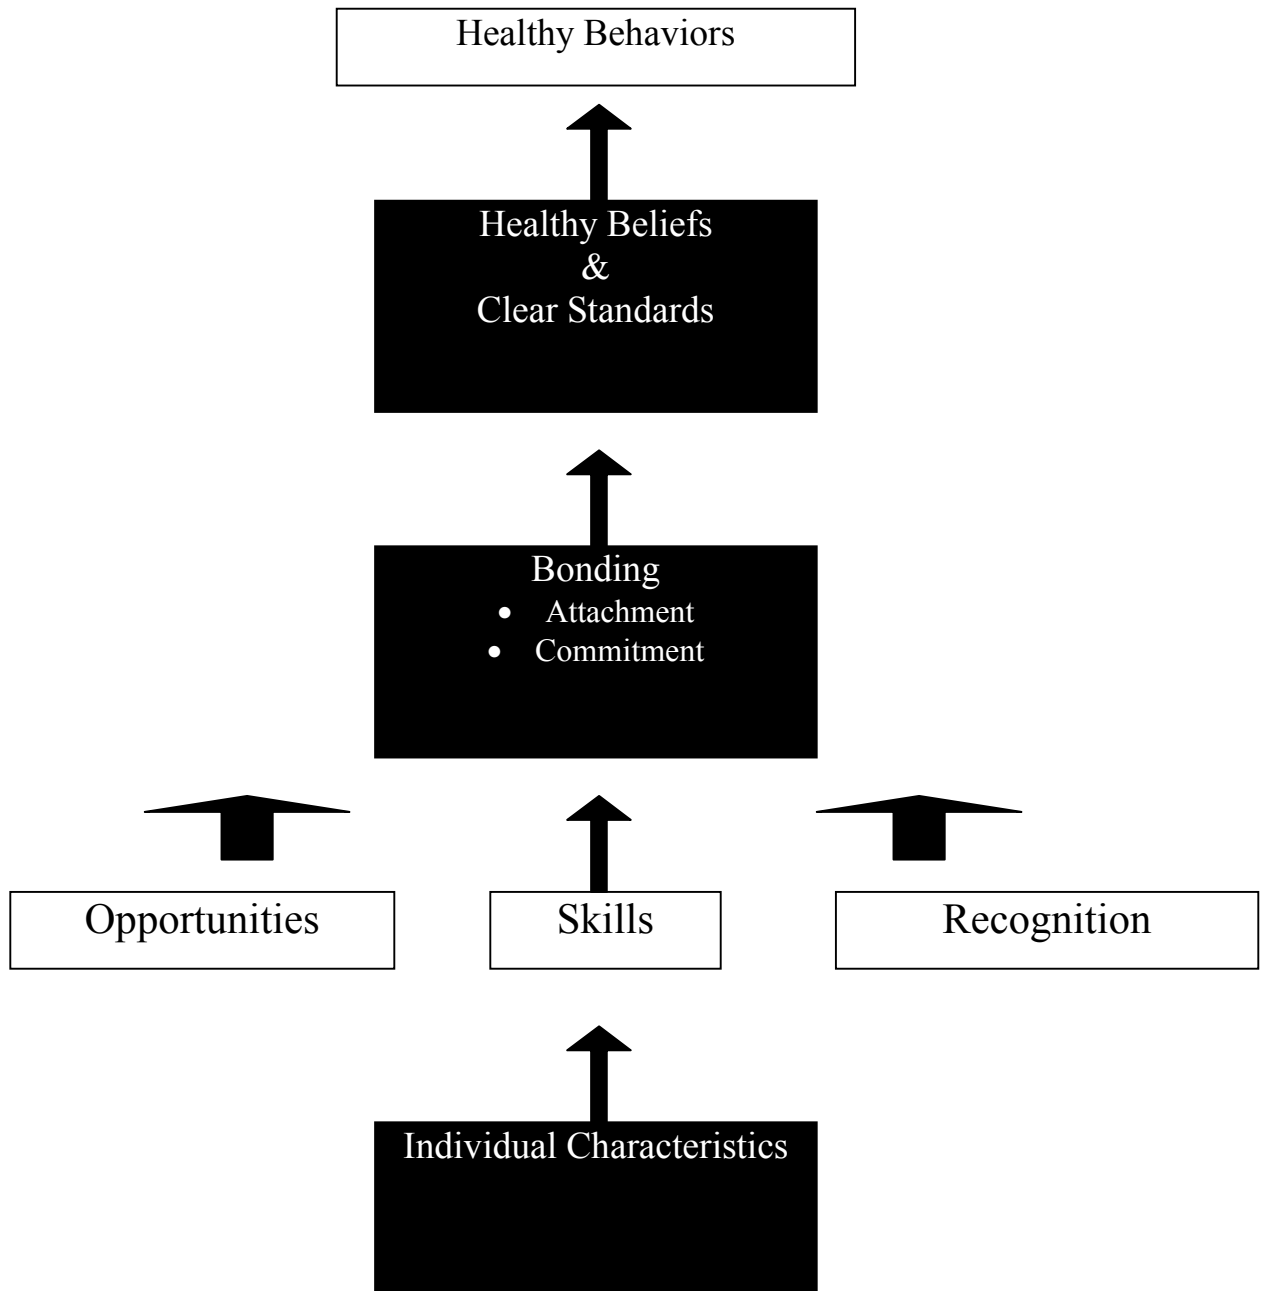 Healthy Behaviors
Healthy Beliefs
&
Clear Standards
Bonding
• Attachment
• Commitment
Opportunities
Skills
Recognition
Individual Characteristics